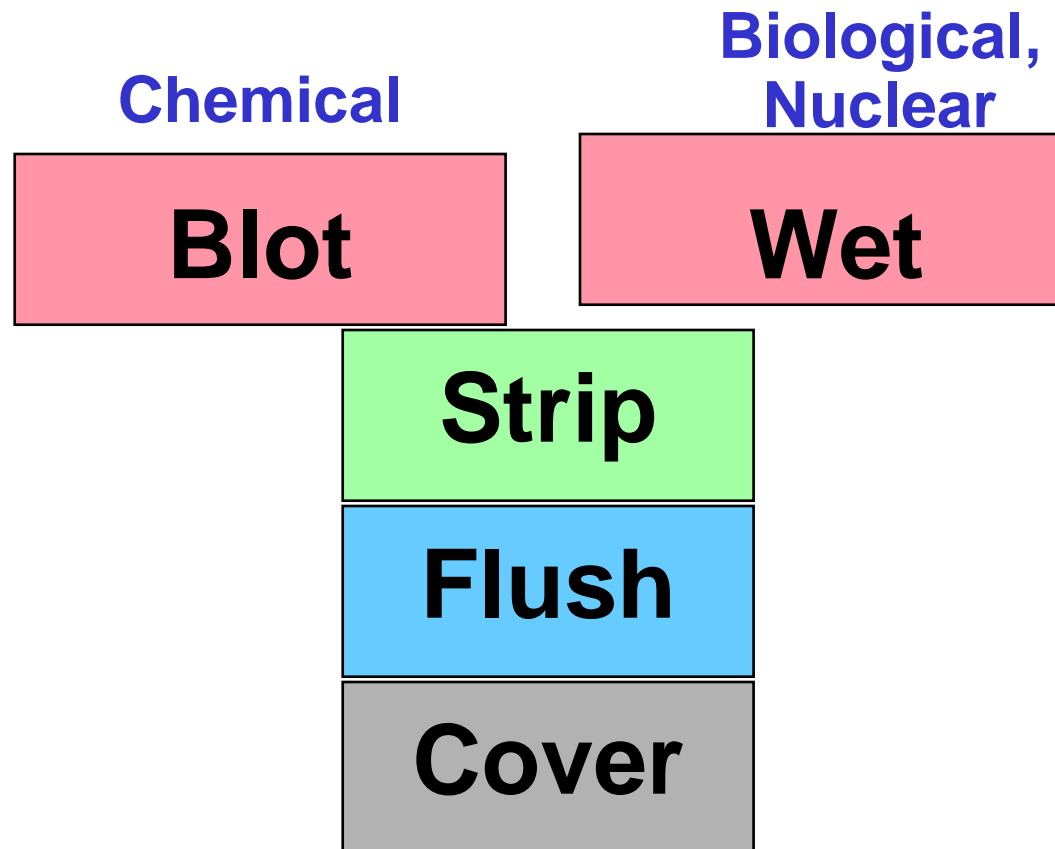 Chemical
Biological,
Nuclear
Blot
Wet
Strip
Flush
Cover